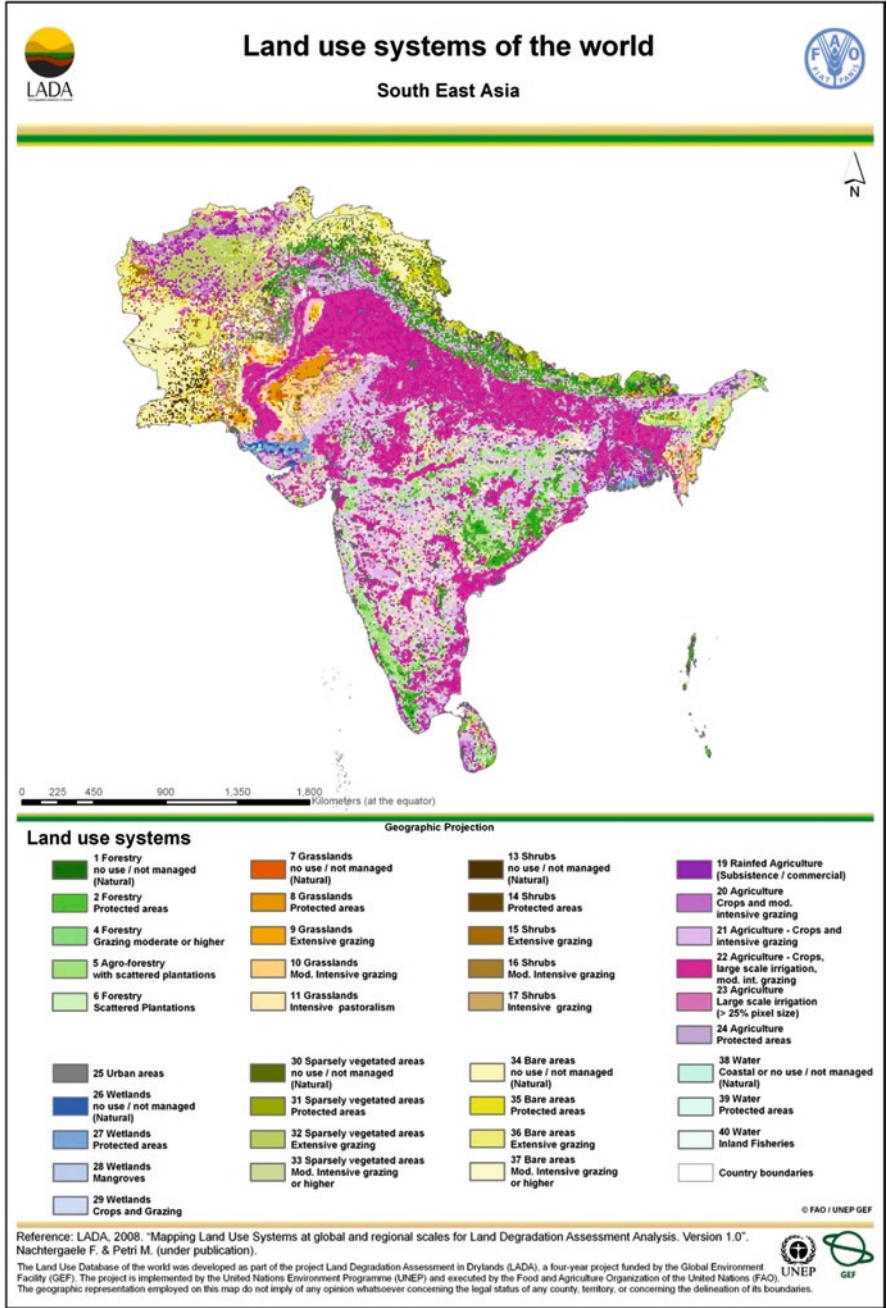 Land use systems of the world
South East Asia
LADA
F A O
FIAT PANIS
N
0 225 450 900 1,350 1,800
Kilometers (at the equator)
Geographic Projection
Land use systems
1 Forestry
no use / not managed
(Natural)
2 Forestry
Protected areas
4 Forestry
Grazing moderate or higher
5 Agro-forestry
with scattered plantations
6 Forestry
Scattered Plantations
7 Grasslands
no use / not managed
(Natural)
8 Grasslands
Protected areas
9 Grasslands
Extensive grazing
10 Grasslands
Mod. Intensive grazing
11 Grasslands
Intensive pastoralism
13 Shrubs
no use / not managed
(Natural)
14 Shrubs
Protected areas
15 Shrubs
Extensive grazing
16 Shrubs
Mod. Intensive grazing
17 Shrubs
Intensive grazing
19 Rainfed Agriculture
(Subsistence / commercial)
20 Agriculture
Crops and mod.
intensive grazing
21 Agriculture - Crops and
intensive grazing
22 Agriculture - Crops,
large scale irrigation,
mod. int. grazing
23 Agriculture
Large scale irrigation
(> 25% pixel size)
24 Agriculture
Protected areas
25 Urban areas
26 Wetlands
no use / not managed
(Natural)
27 Wetlands
Protected areas
28 Wetlands
Mangroves
29 Wetlands
Crops and Grazing
30 Sparsely vegetated areas
no use / not managed
(Natural)
31 Sparsely vegetated areas
Protected areas
32 Sparsely vegetated areas
Extensive grazing
33 Sparsely vegetated areas
Mod. Intensive grazing
or higher
34 Bare areas
no use / not managed
(Natural)
35 Bare areas
Protected areas
36 Bare areas
Extensive grazing
37 Bare areas
Mod. Intensive grazing
or higher
38 Water
Coastal or no use / not managed
(Natural)
39 Water
Protected areas
40 Water
Inland Fisheries
Country boundaries
© FAO / UNEP GEF
Reference: LADA, 2008. “Mapping Land Use Systems at global and regional scales for Land Degradation Assessment Analysis. Version 1.0”.
Nachtergaele F. & Petri M. (under publication).
The Land Use Database of the world was developed as part of the project Land Degradation Assessment in Drylands (LADA), a four-year project funded by the Global Environment
Facility (GEF). The project is implemented by the United Nations Environment Programme (UNEP) and executed by the Food and Agriculture Organization of the United Nations (FAO).
The geographic representation employed on this map do not imply of any opinion whatsoever concerning the legal status of any county, territory, or concerning the delineation of its boundaries.
UNEP
GEF